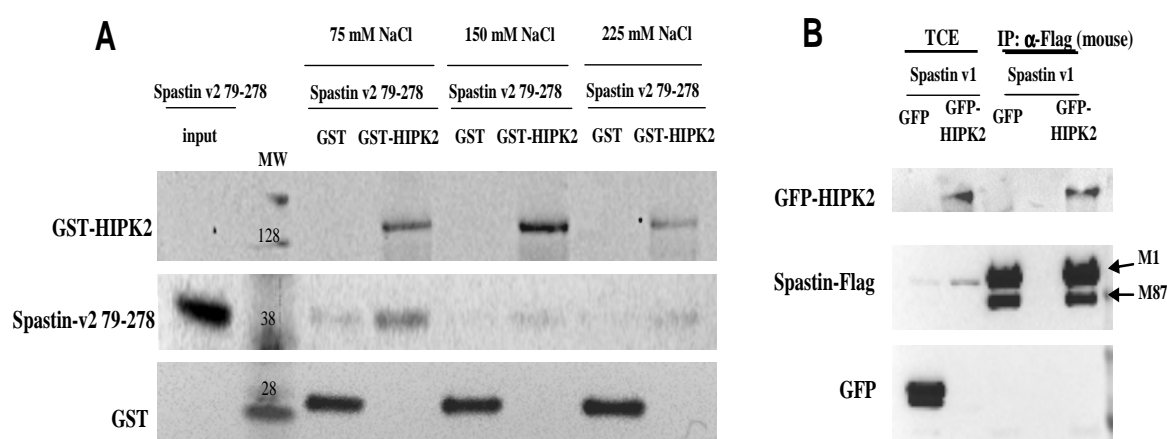 A
75 mM NaCl 150 mM NaCl 225 mM NaCl
Spastin v2 79-278 Spastin v2 79-278 Spastin v2 79-278 Spastin v2 79-278
input GST GST-HIPK2 GST GST-HIPK2 GST GST-HIPK2
MW
GST-HIPK2
128
Spastin-v2 79-278
38
28
GST
B
TCE IP: α-Flag (mouse)
Spastin v1 Spastin v1
GFP GFP-HIPK2 GFP GFP-HIPK2
GFP-HIPK2
Spastin-Flag
M1
M87
GFP